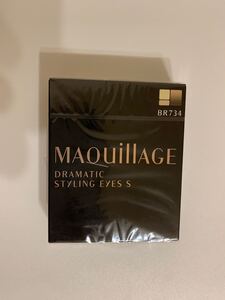 BR734
MAQuillAGE
DRAMATIC
STYLING EYES S